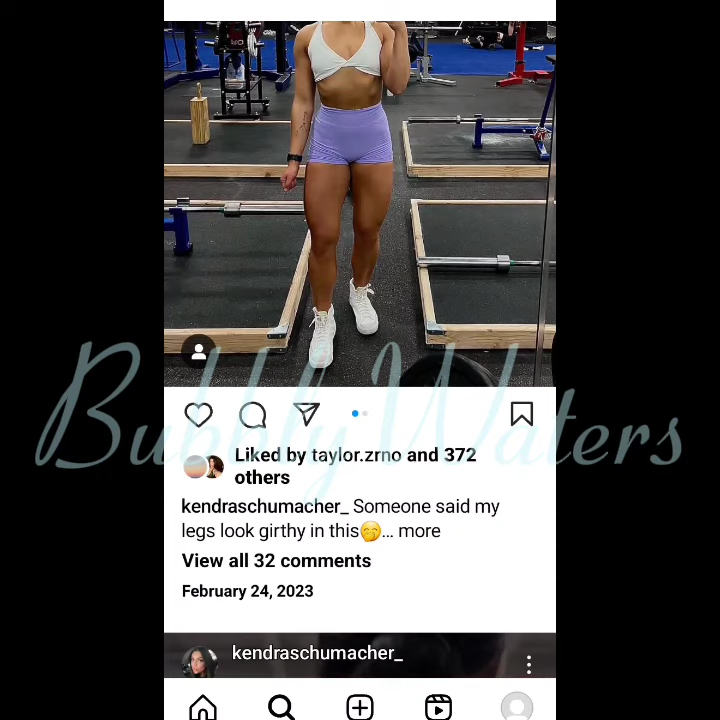 Bubbly Waters
Liked by taylor.zrno and 372
others
kendraschumacher_ Someone said my
legs look girthy in this🤭... more
View all 32 comments
February 24, 2023
kendraschumacher_